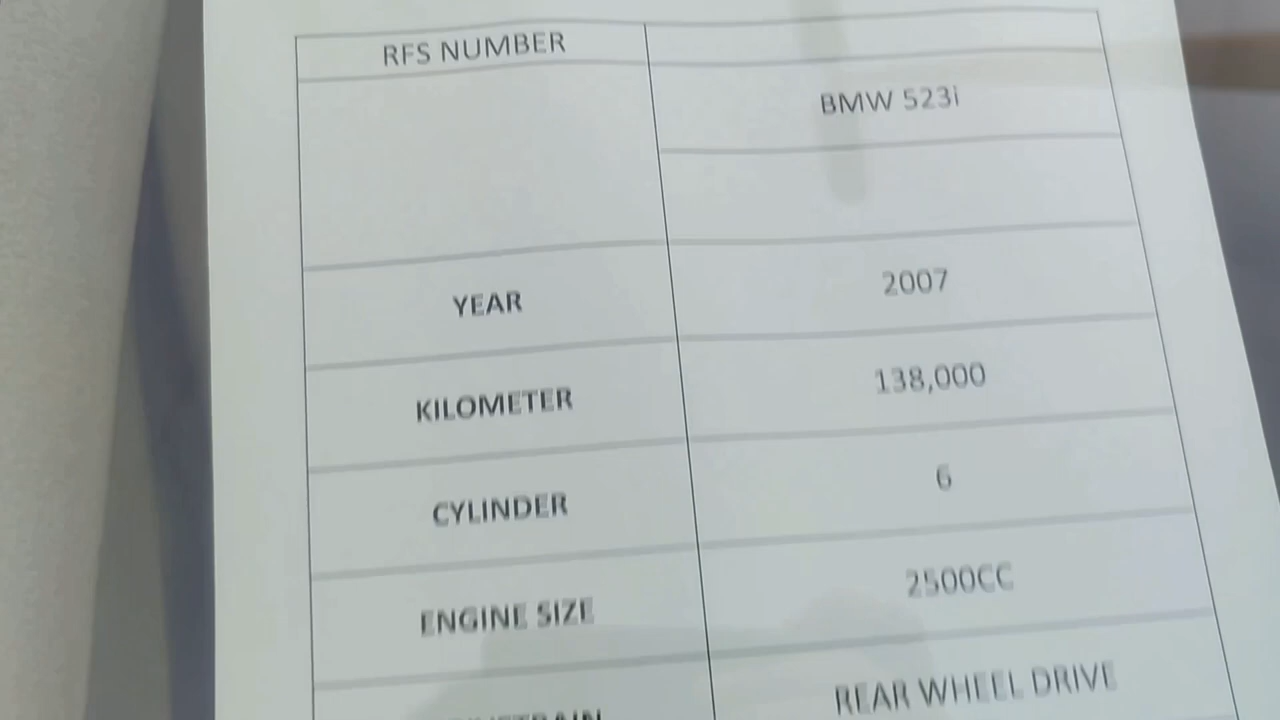 RFS NUMBER
BMW 523i
YEAR 2007
KILOMETER 138,000
CYLINDER 6
ENGINE SIZE 2500CC
REAR WHEEL DRIVE